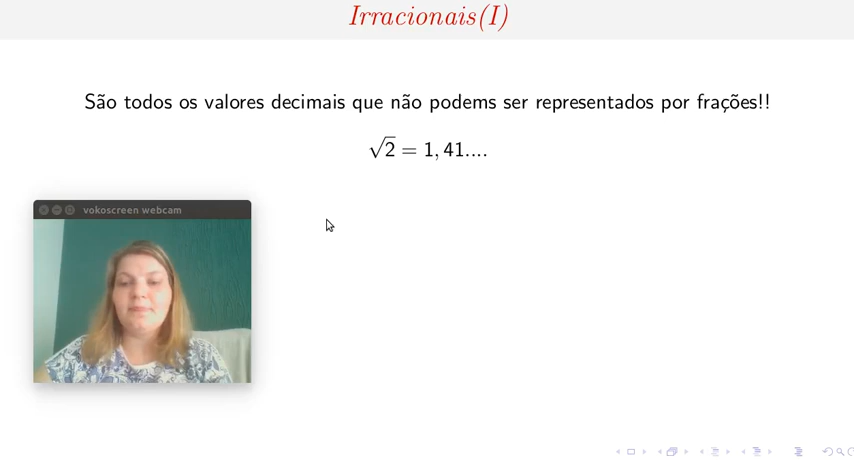 Irracionais(I)
São todos os valores decimais que não podems ser representados por frações!!
√2 = 1, 41....
vokoscreen webcam